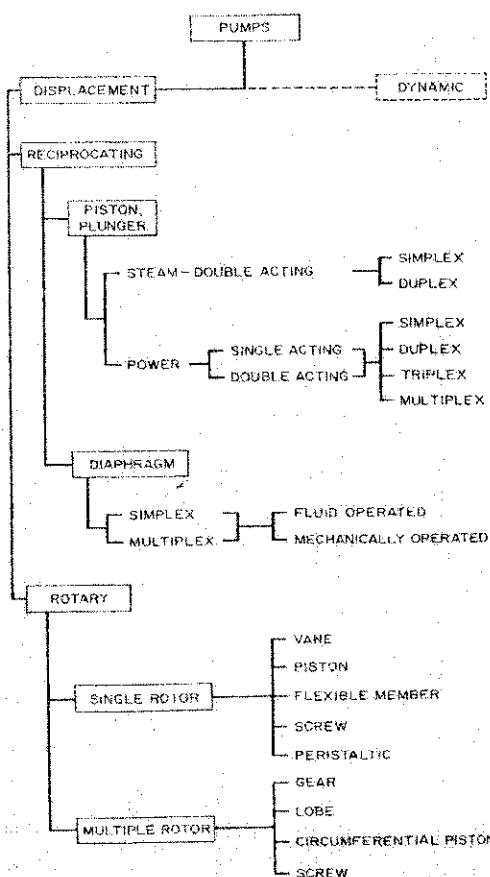 PUMPS
DISPLACEMENT
DYNAMIC
RECIPROCATING
PISTON,
PLUNGER
STEAM – DOUBLE ACTING
SIMPLEX
DUPLEX
POWER
SINGLE ACTING
DOUBLE ACTING
SIMPLEX
DUPLEX
TRIPLEX
MULTIPLEX
DIAPHRAGM
SIMPLEX
MULTIPLEX
FLUID OPERATED
MECHANICALLY OPERATED
ROTARY
SINGLE ROTOR
VANE
PISTON
FLEXIBLE MEMBER
SCREW
PERISTALTIC
MULTIPLE ROTOR
GEAR
LOBE
CIRCUMFERENTIAL PISTON
SCREW